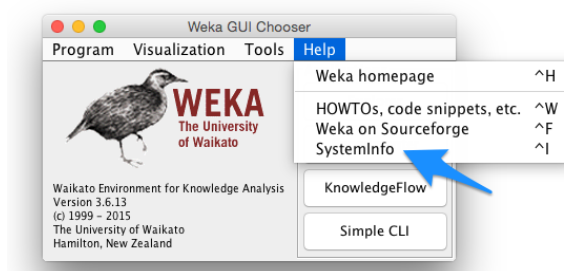 Weka GUI Chooser
Program Visualization Tools Help
Weka homepage ^H
HOWTOs, code snippets, etc. ^W
Weka on Sourceforge ^F
SystemInfo ^I
WEKA
The University
of Waikato
Waikato Environment for Knowledge Analysis
Version 3.6.13
(c) 1999 - 2015
The University of Waikato
Hamilton, New Zealand
KnowledgeFlow
Simple CLI